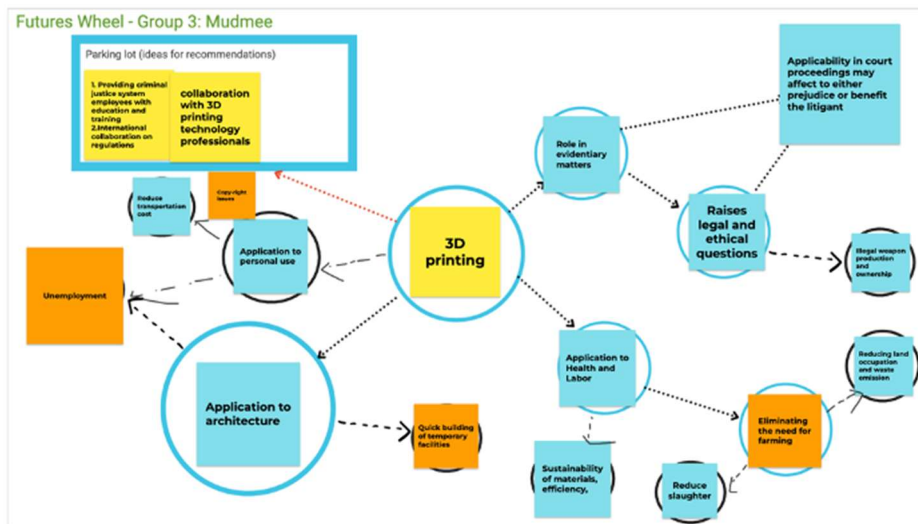 Futures Wheel - Group 3: Mudmee
Parking lot (ideas for recommendations)
1. Providing criminal
justice system
employees with
education and
training
2.International
collaboration on
regulations
collaboration
with 3D
printing
technology
professionals
Applicability in court
proceedings may
affect to either
prejudice or benefit
the litigant
Role in
evidentiary
matters
Reduce
transportation
cost
Copyright
issues
3D
printing
Raises
legal and
ethical
questions
Application to
personal use
Illegal weapon
production and
ownership
Unemployment
Application to
architecture
Application to
Health and
Labor
Reducing land
occupation and waste
emission
Quick building
of temporary
facilities
Eliminating
the need for
farming
Sustainability
of materials,
efficiency,
Reduce
slaughter